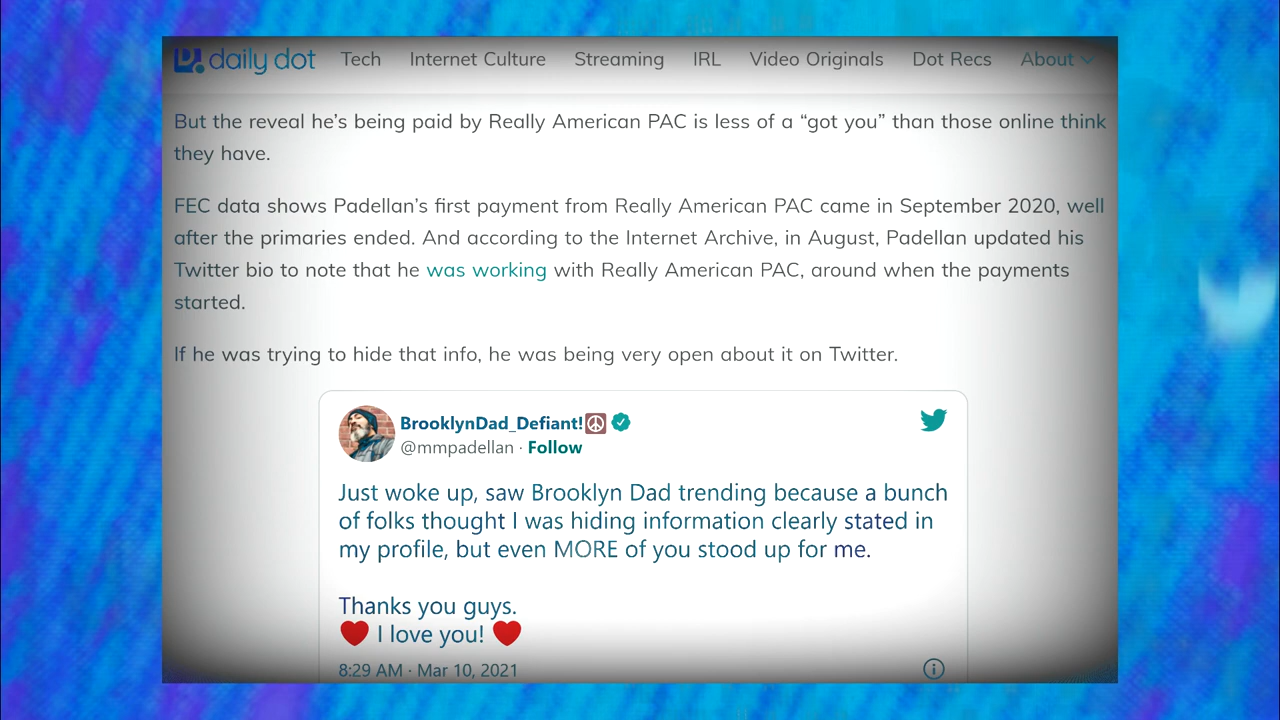 daily dot Tech Internet Culture Streaming IRL Video Originals Dot Recs About
But the reveal he's being paid by Really American PAC is less of a “got you” than those online think
they have.
FEC data shows Padellan's first payment from Really American PAC came in September 2020, well
after the primaries ended. And according to the Internet Archive, in August, Padellan updated his
Twitter bio to note that he was working with Really American PAC, around when the payments
started.
If he was trying to hide that info, he was being very open about it on Twitter.
BrooklynDad_Defiant!☮
@mmpadellan · Follow
Just woke up, saw Brooklyn Dad trending because a bunch
of folks thought I was hiding information clearly stated in
my profile, but even MORE of you stood up for me.
Thanks you guys.
❤️ I love you! ❤️
8:29 AM · Mar 10, 2021